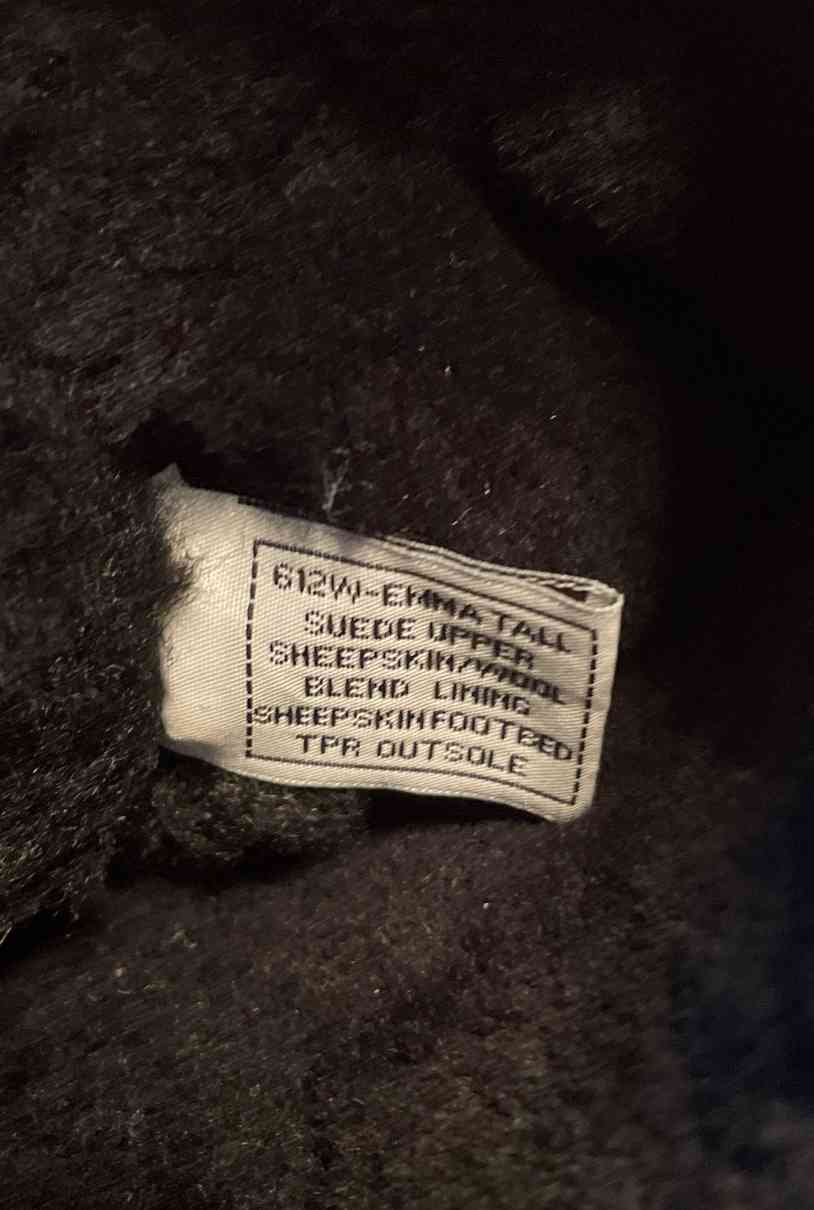 612W-EMMA TALL
SUEDE UPPER
SHEEPSKIN/WOOL
BLEND LINING
SHEEPSKIN FOOTBED
TPR OUTSOLE